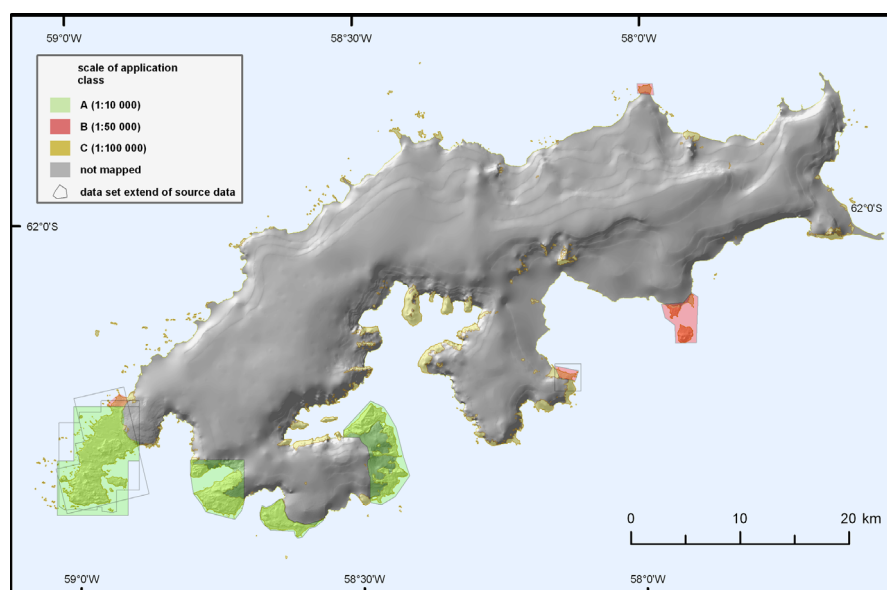 59°0'W
58°30'W
58°0'W
scale of application
class
A (1:10 000)
B (1:50 000)
C (1:100 000)
not mapped
data set extend of source data
62°0'S
62°0'S
0
10
20 km
59°0'W
58°30'W
58°0'W